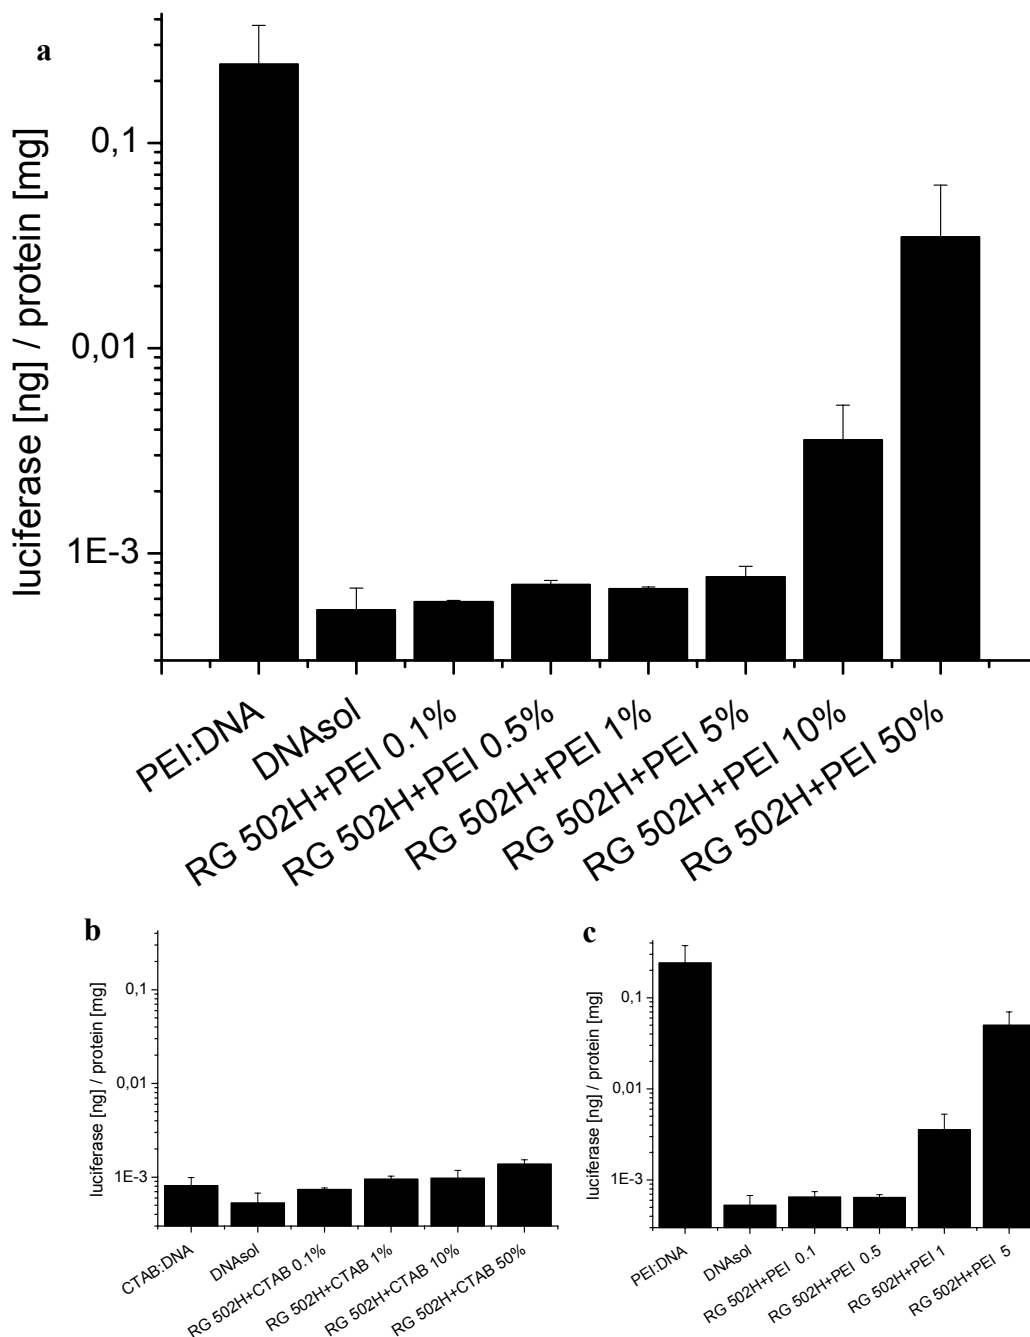 a
luciferase [ng] / protein [mg]
0,1
0,01
1E-3
PEI:DNA
DNAsol
RG 502H+PEI 0.1%
RG 502H+PEI 0.5%
RG 502H+PEI 1%
RG 502H+PEI 5%
RG 502H+PEI 10%
RG 502H+PEI 50%
b
luciferase [ng] / protein [mg]
0,1
0,01
1E-3
CTAB:DNA
DNAsol
RG 502H+CTAB 0.1%
RG 502H+CTAB 1%
RG 502H+CTAB 10%
RG 502H+CTAB 50%
c
luciferase [ng] / protein [mg]
0,1
0,01
1E-3
PEI:DNA
DNAsol
RG 502H+PEI 0.1
RG 502H+PEI 0.5
RG 502H+PEI 1
RG 502H+PEI 5